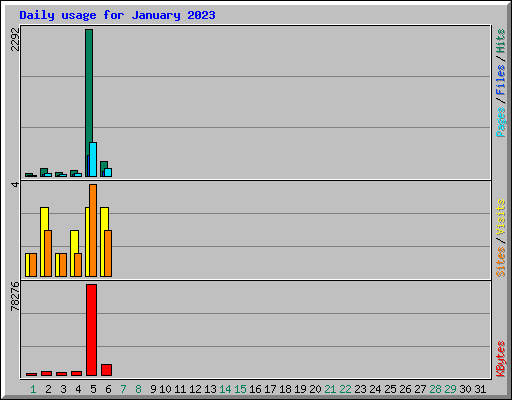 Daily usage for January 2023
2292
Pages / Files / Hits
4
Sites / Visits
78276
KBytes
1 2 3 4 5 6 7 8 9 10 11 12 13 14 15 16 17 18 19 20 21 22 23 24 25 26 27 28 29 30 31